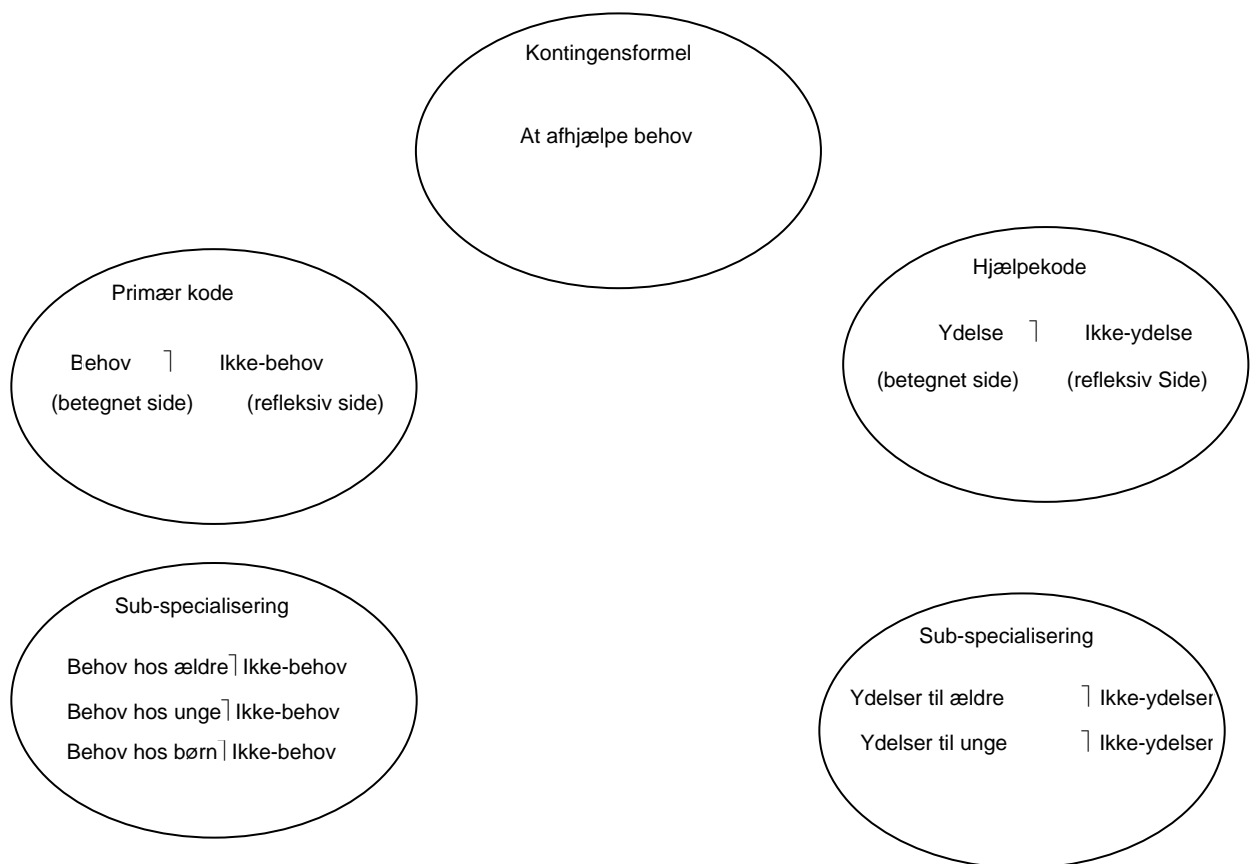 Kontingensformel
At afhjælpe behov
Primær kode
Behov ⏋ Ikke-behov
(betegnet side) (refleksiv side)
Hjælpekode
Ydelse ⏋ Ikke-ydelse
(betegnet side) (refleksiv Side)
Sub-specialisering
Behov hos ældre⏋Ikke-behov
Behov hos unge⏋Ikke-behov
Behov hos børn⏋Ikke-behov
Sub-specialisering
Ydelser til ældre ⏋ Ikke-ydelser
Ydelser til unge ⏋ Ikke-ydelser